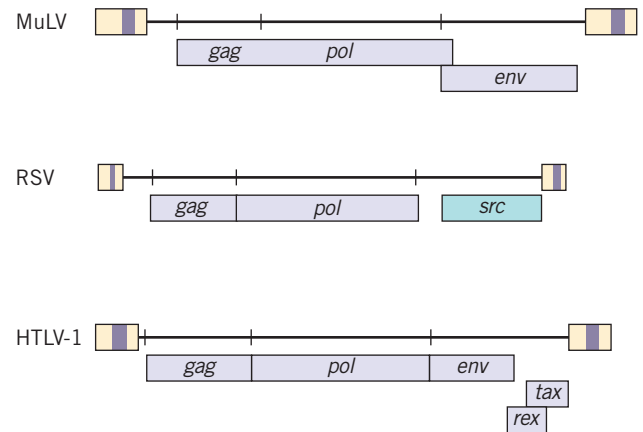 MuLV
gag pol
env
RSV
gag pol src
HTLV-1
gag pol env
tax
rex